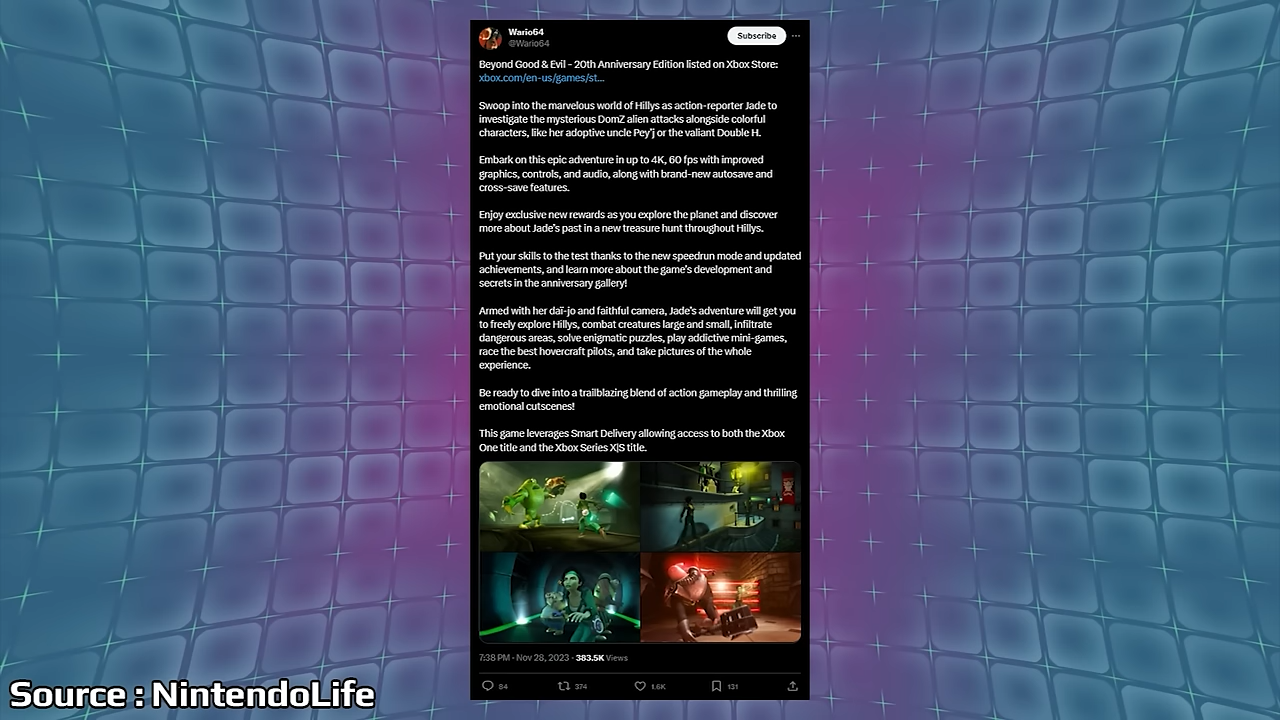 Wario64
@Wario64
Subscribe
Beyond Good & Evil - 20th Anniversary Edition listed on Xbox Store:
xbox.com/en-us/games/st...
Swoop into the marvelous world of Hillys as action-reporter Jade to
investigate the mysterious DomZ alien attacks alongside colorful
characters, like her adoptive uncle Pey'j or the valiant Double H.
Embark on this epic adventure in up to 4K, 60 fps with improved
graphics, controls, and audio, along with brand-new autosave and
cross-save features.
Enjoy exclusive new rewards as you explore the planet and discover
more about Jade's past in a new treasure hunt throughout Hillys.
Put your skills to the test thanks to the new speedrun mode and updated
achievements, and learn more about the game's development and
secrets in the anniversary gallery!
Armed with her daï-jo and faithful camera, Jade's adventure will get you
to freely explore Hillys, combat creatures large and small, infiltrate
dangerous areas, solve enigmatic puzzles, play addictive mini-games,
race the best hovercraft pilots, and take pictures of the whole
experience.
Be ready to dive into a trailblazing blend of action gameplay and thrilling
emotional cutscenes!
This game leverages Smart Delivery allowing access to both the Xbox
One title and the Xbox Series X|S title.
7:38 PM · Nov 28, 2023 · 383.5K Views
84 374 1.6K 131
Source : NintendoLife